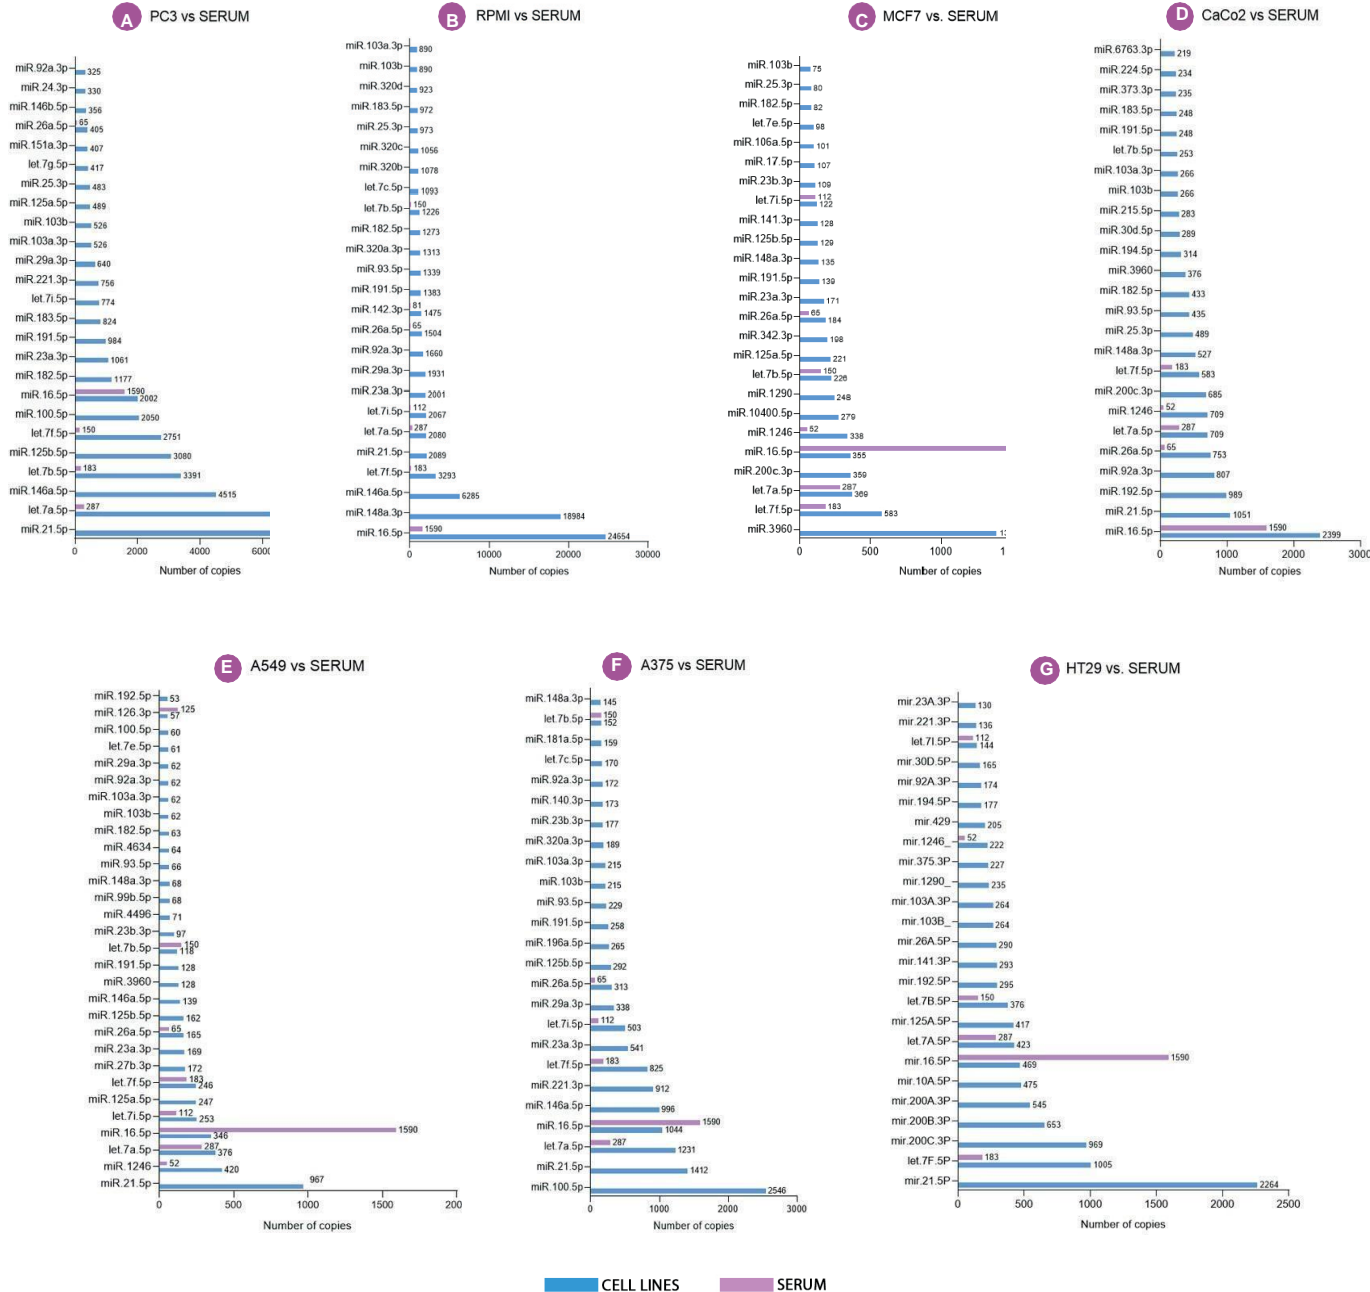 A PC3 vs SERUM
miR.92a.3p 325
miR.24.3p 330
miR.146b.5p 356
miR.26a.5p 65 405
miR.151a.3p 407
let.7g.5p 417
miR.25.3p 483
miR.125a.5p 489
miR.103b 526
miR.103a.3p 526
miR.29a.3p 640
miR.221.3p 756
let.7i.5p 774
miR.183.5p 824
miR.191.5p 984
miR.23a.3p 1061
miR.182.5p 1177
miR.16.5p 1590 2002
miR.100.5p 2050
let.7f.5p 150 2751
miR.125b.5p 3080
let.7b.5p 183 3391
miR.146a.5p 4515
let.7a.5p 287
miR.21.5p
0 2000 4000 6000
Number of copies
B RPMI vs SERUM
miR.103a.3p 890
miR.103b 890
miR.320d 923
miR.183.5p 972
miR.25.3p 973
miR.320c 1056
miR.320b 1078
let.7c.5p 1093
let.7b.5p 150 1226
miR.182.5p 1273
miR.320a.3p 1313
miR.93.5p 1339
miR.191.5p 1383
miR.142.3p 81 1475
miR.26a.5p 65 1504
miR.92a.3p 1660
miR.29a.3p 1931
miR.23a.3p 2001
let.7i.5p 112 2067
let.7a.5p 287 2080
miR.21.5p 2089
let.7f.5p 183 3293
miR.146a.5p 6285
miR.148a.3p 18984
miR.16.5p 1590 24654
0 10000 20000 30000
Number of copies
C MCF7 vs. SERUM
miR.103b 75
miR.25.3p 80
miR.182.5p 82
let.7e.5p 98
miR.106a.5p 101
miR.17.5p 107
miR.23b.3p 109
let.7i.5p 112 122
miR.141.3p 128
miR.125b.5p 129
miR.148a.3p 135
miR.191.5p 139
miR.23a.3p 171
miR.26a.5p 65 184
miR.342.3p 198
miR.125a.5p 221
let.7b.5p 150 226
miR.1290 248
miR.10400.5p 279
miR.1246 52 338
miR.16.5p 355
miR.200c.3p 359
let.7a.5p 287 369
let.7f.5p 183 583
miR.3960
0 500 1000 1
Number of copies
D CaCo2 vs SERUM
miR.6763.3p 219
miR.224.5p 234
miR.373.3p 235
miR.183.5p 248
miR.191.5p 248
let.7b.5p 253
miR.103a.3p 266
miR.103b 266
miR.215.5p 283
miR.30d.5p 289
miR.194.5p 314
miR.3960 376
miR.182.5p 433
miR.93.5p 435
miR.25.3p 489
miR.148a.3p 527
let.7f.5p 183 583
miR.200c.3p 685
miR.1246 52 709
let.7a.5p 287 709
miR.26a.5p 65 753
miR.92a.3p 807
miR.192.5p 989
miR.21.5p 1051
miR.16.5p 1590 2399
0 1000 2000 3000
Number of copies
E A549 vs SERUM
miR.192.5p 53
miR.126.3p 125 57
miR.100.5p 60
let.7e.5p 61
miR.29a.3p 62
miR.92a.3p 62
miR.103a.3p 62
miR.103b 62
miR.182.5p 63
miR.4634 64
miR.93.5p 66
miR.148a.3p 68
miR.99b.5p 68
miR.4496 71
miR.23b.3p 97
let.7b.5p 150 118
miR.191.5p 128
miR.3960 128
miR.146a.5p 139
miR.125b.5p 162
miR.26a.5p 65 165
miR.23a.3p 169
miR.27b.3p 172
let.7f.5p 183 246
miR.125a.5p 247
let.7i.5p 112 253
miR.16.5p 1590 346
let.7a.5p 287 376
miR.1246 52 420
miR.21.5p 967
0 500 1000 1500 200
Number of copies
F A375 vs SERUM
miR.148a.3p 145
let.7b.5p 150 152
miR.181a.5p 159
let.7c.5p 170
miR.92a.3p 172
miR.140.3p 173
miR.23b.3p 177
miR.320a.3p 189
miR.103a.3p 215
miR.103b 215
miR.93.5p 229
miR.191.5p 258
miR.196a.5p 265
miR.125b.5p 292
miR.26a.5p 65 313
miR.29a.3p 338
let.7i.5p 112 503
miR.23a.3p 541
let.7f.5p 183 825
miR.221.3p 912
miR.146a.5p 996
miR.16.5p 1590 1044
let.7a.5p 287 1231
miR.21.5p 1412
miR.100.5p 2546
0 1000 2000 3000
Number of copies
G HT29 vs. SERUM
mir.23A.3P 130
mir.221.3P 136
let.7I.5P 112 144
mir.30D.5P 165
mir.92A.3P 174
mir.194.5P 177
mir.429 205
mir.1246_ 52 222
mir.375.3P 227
mir.1290_ 235
mir.103A.3P 264
mir.103B_ 264
mir.26A.5P 290
mir.141.3P 293
mir.192.5P 295
let.7B.5P 150 376
mir.125A.5P 417
let.7A.5P 287 423
mir.16.5P 1590 469
mir.10A.5P 475
mir.200A.3P 545
mir.200B.3P 653
mir.200C.3P 969
let.7F.5P 183 1005
mir.21.5P 2264
0 500 1000 1500 2000 2500
Number of copies
CELL LINES SERUM